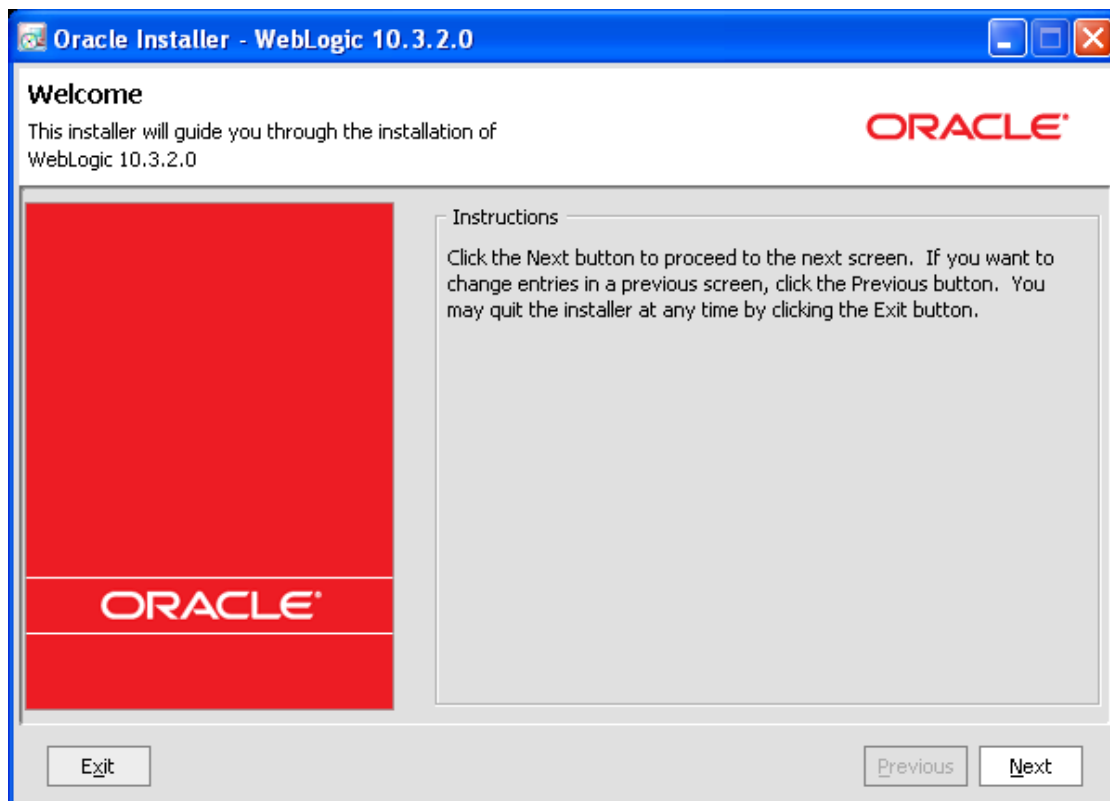 Oracle Installer - WebLogic 10.3.2.0
Welcome
This installer will guide you through the installation of
WebLogic 10.3.2.0
ORACLE
Instructions
Click the Next button to proceed to the next screen.  If you want to
change entries in a previous screen, click the Previous button.  You
may quit the installer at any time by clicking the Exit button.
ORACLE
Exit
Previous
Next